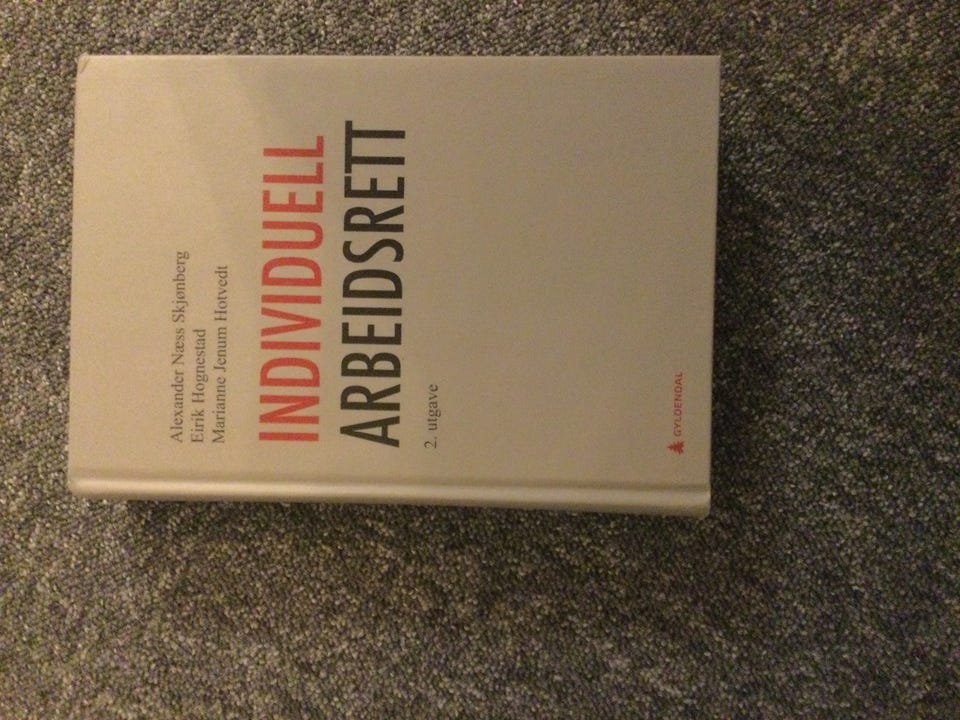 Alexander Næss Skjønberg
Eirik Hognestad
Marianne Jenum Hotvedt
INDIVIDUELL
ARBEIDSRETT
2. utgave
GYLDENDAL